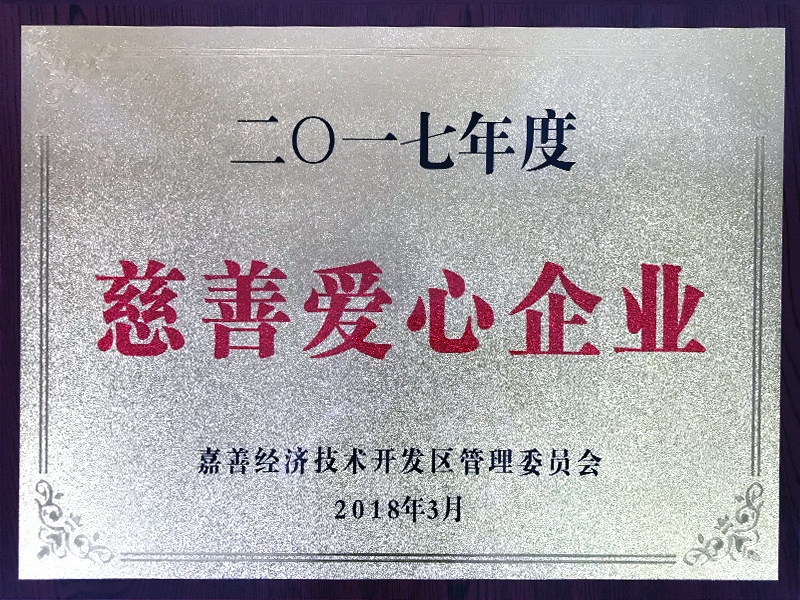 二〇一七年度
慈善爱心企业
嘉善经济技术开发区管理委员会
2018年3月